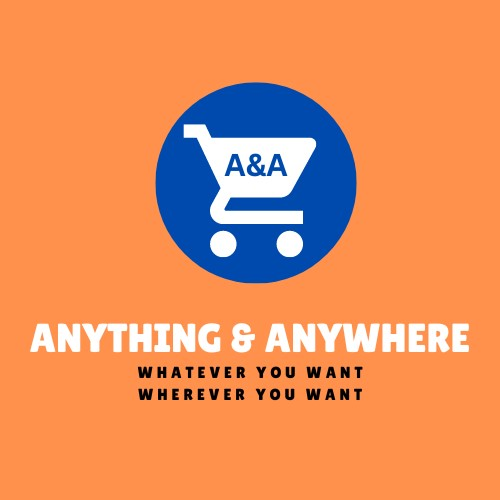 A&A
ANYTHING & ANYWHERE
WHATEVER YOU WANT
WHEREVER YOU WANT